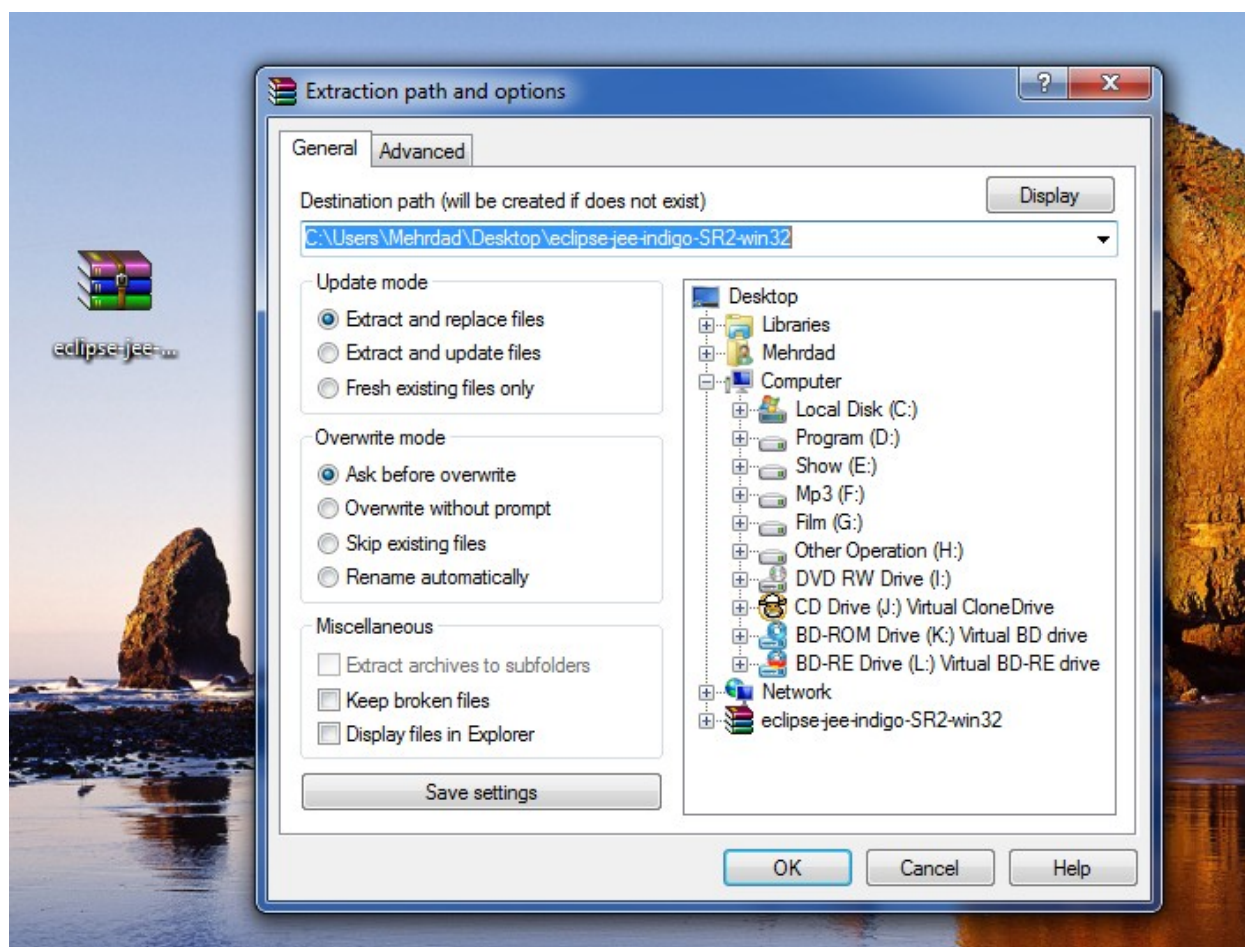 Extraction path and options
?
X
General
Advanced
Destination path (will be created if does not exist)
Display
C:\Users\Mehrdad\Desktop\eclipse-jee-indigo-SR2-win32
eclipse-jee-...
Update mode
Extract and replace files
Extract and update files
Fresh existing files only
Overwrite mode
Ask before overwrite
Overwrite without prompt
Skip existing files
Rename automatically
Miscellaneous
Extract archives to subfolders
Keep broken files
Display files in Explorer
Save settings
Desktop
Libraries
Mehrdad
Computer
Local Disk (C:)
Program (D:)
Show (E:)
Mp3 (F:)
Film (G:)
Other Operation (H:)
DVD RW Drive (I:)
CD Drive (J:) Virtual CloneDrive
BD-ROM Drive (K:) Virtual BD drive
BD-RE Drive (L:) Virtual BD-RE drive
Network
eclipse-jee-indigo-SR2-win32
OK
Cancel
Help